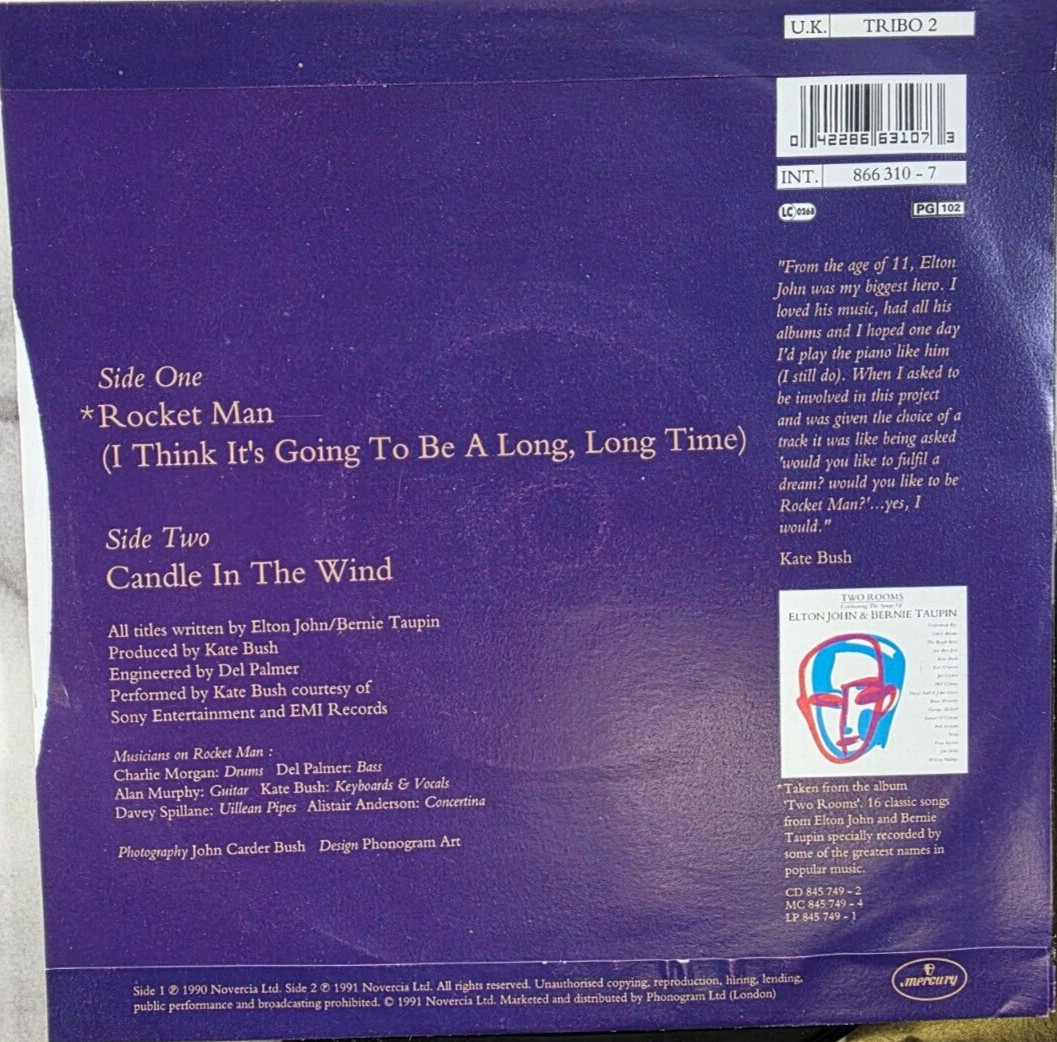 U.K. TRIBO 2
0 42286 63107 3
INT. 866 310 - 7
LC 0268
PG 102
"From the age of 11, Elton
John was my biggest hero. I
loved his music, had all his
albums and I hoped one day
I'd play the piano like him
(I still do). When I asked to
be involved in this project
and was given the choice of a
track it was like being asked
'would you like to fulfil a
dream? would you like to be
Rocket Man?'...yes, I
would."
Kate Bush
Side One
*Rocket Man
(I Think It's Going To Be A Long, Long Time)
Side Two
Candle In The Wind
All titles written by Elton John/Bernie Taupin
Produced by Kate Bush
Engineered by Del Palmer
Performed by Kate Bush courtesy of
Sony Entertainment and EMI Records
Musicians on Rocket Man :
Charlie Morgan: Drums Del Palmer: Bass
Alan Murphy: Guitar Kate Bush: Keyboards & Vocals
Davey Spillane: Uillean Pipes Alistair Anderson: Concertina
Photography John Carder Bush Design Phonogram Art
TWO ROOMS
Celebrating The Songs Of
ELTON JOHN & BERNIE TAUPIN
*Taken from the album
'Two Rooms'. 16 classic songs
from Elton John and Bernie
Taupin specially recorded by
some of the greatest names in
popular music.
CD 845 749 - 2
MC 845 749 - 4
LP 845 749 - 1
Side 1 ℗ 1990 Novercia Ltd. Side 2 ℗ 1991 Novercia Ltd. All rights reserved. Unauthorised copying, reproduction, hiring, lending,
public performance and broadcasting prohibited. © 1991 Novercia Ltd. Marketed and distributed by Phonogram Ltd (London)
mercury